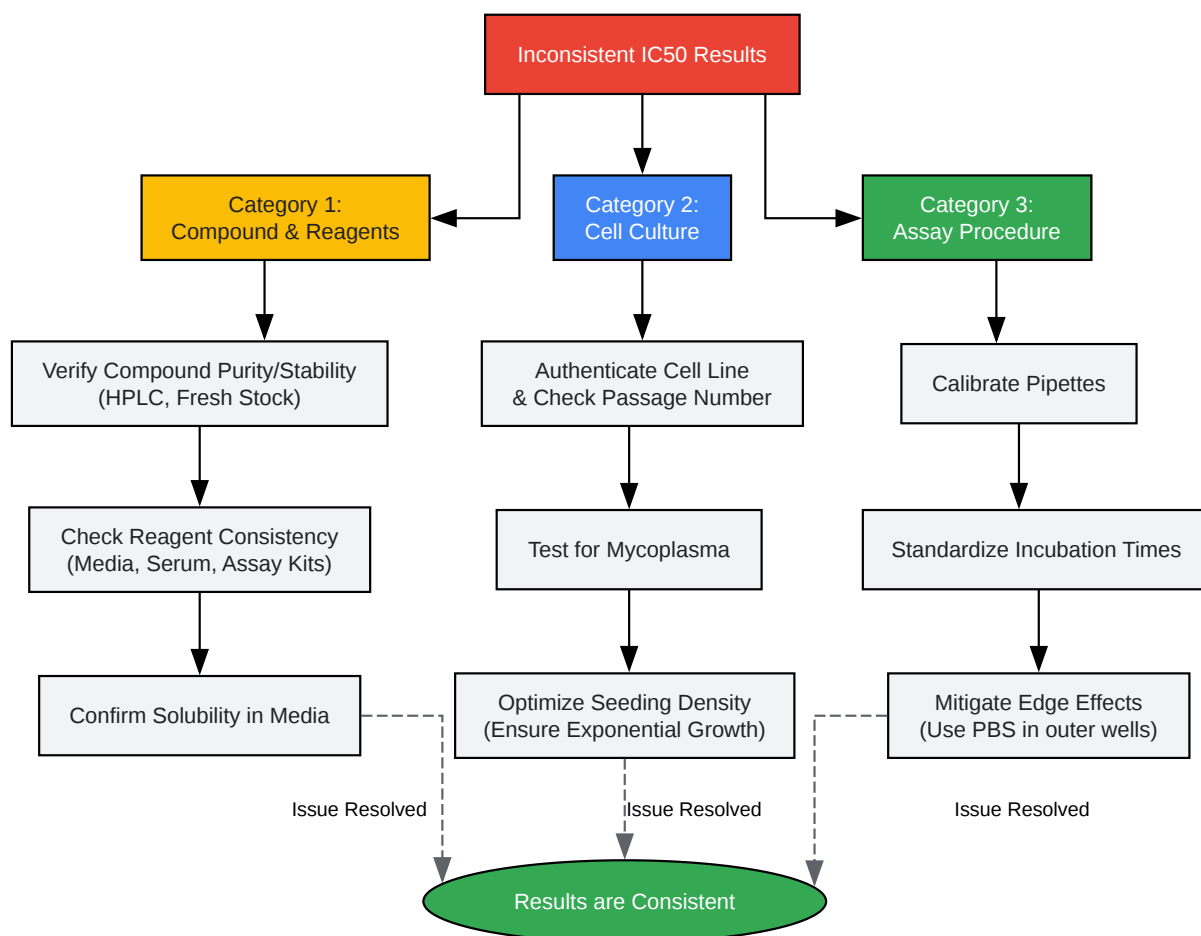 Inconsistent IC50 Results
Category 1:
Compound & Reagents
Category 2:
Cell Culture
Category 3:
Assay Procedure
Verify Compound Purity/Stability
(HPLC, Fresh Stock)
Authenticate Cell Line
& Check Passage Number
Calibrate Pipettes
Check Reagent Consistency
(Media, Serum, Assay Kits)
Test for Mycoplasma
Standardize Incubation Times
Confirm Solubility in Media
Optimize Seeding Density
(Ensure Exponential Growth)
Mitigate Edge Effects
(Use PBS in outer wells)
Issue Resolved
Issue Resolved
Issue Resolved
Results are Consistent